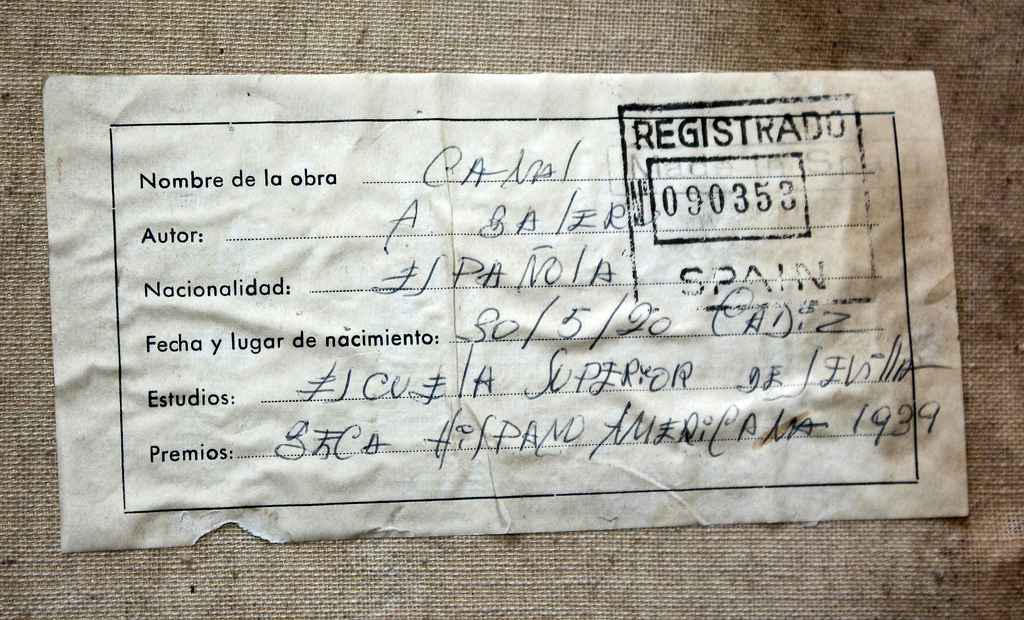 REGISTRADO
090353
SPAIN
Nombre de la obra CANAl
Autor: A BAlERO
Nacionalidad: ESPAÑOlA
Fecha y lugar de nacimiento: 30/5/20 CADiZ
Estudios: ESCUElA SUPERiOR DE SEVillA
Premios: BECA HiSPANO AMERiCANA 1939